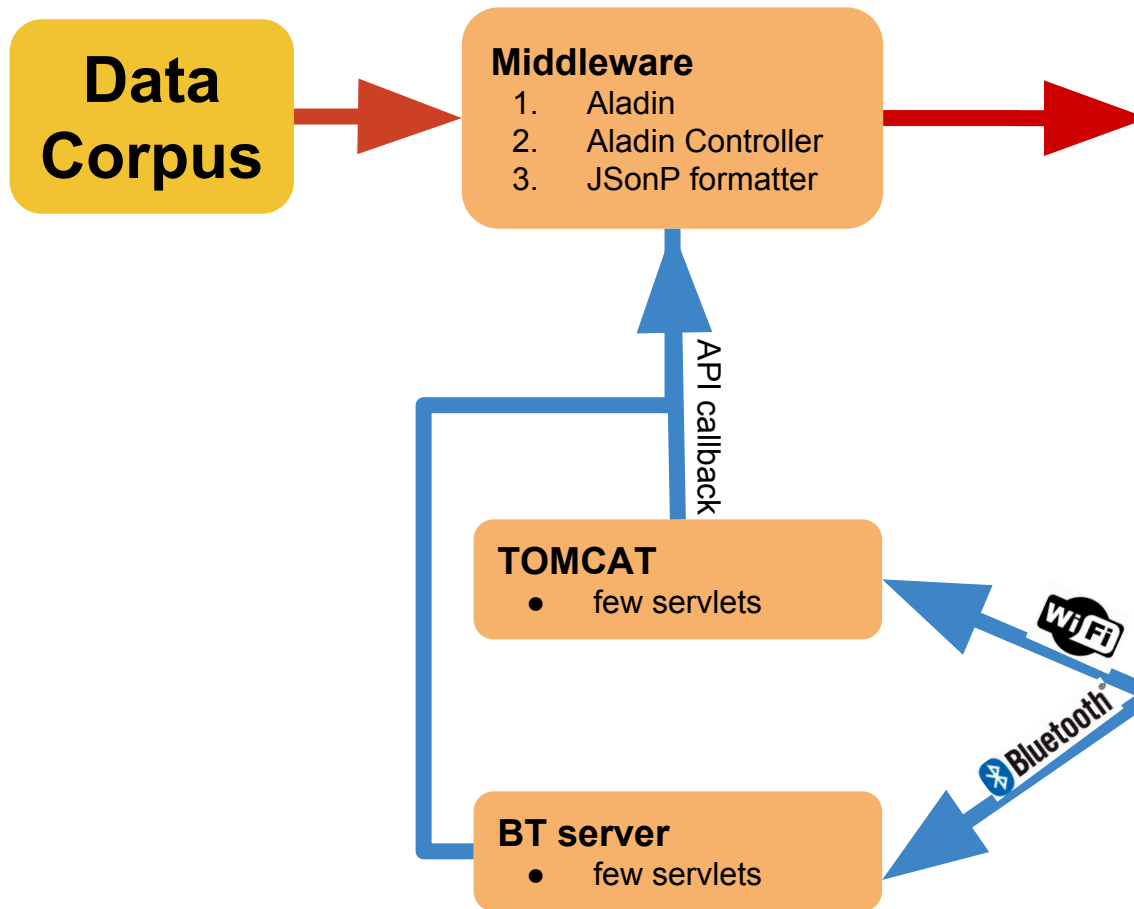 Data
Corpus
Middleware
1. Aladin
2. Aladin Controller
3. JSonP formatter
API callback
TOMCAT
● few servlets
WiFi
Bluetooth®
BT server
● few servlets